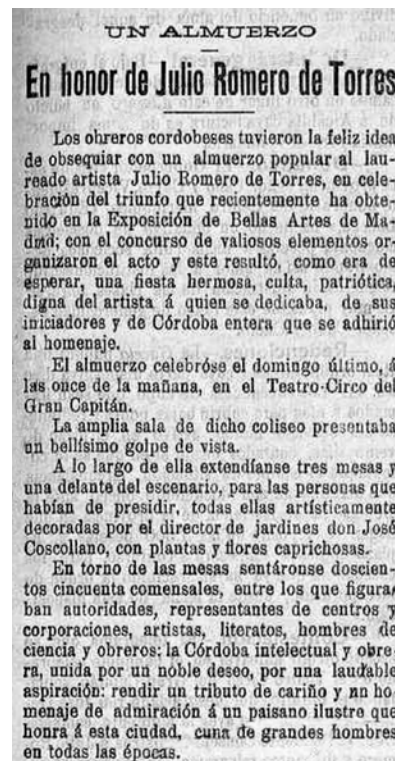 UN ALMUERZO
En honor de Julio Romero de Torres
Los obreros cordobeses tuvieron la feliz idea
de obsequiar con un almuerzo popular al lau-
reado artista Julio Romero de Torres, en cele-
bración del triunfo que recientemente ha obte-
nido en la Exposición de Bellas Artes de Ma-
drid; con el concurso de valiosos elementos or-
ganizaron el acto y este resultó, como era de
esperar, una fiesta hermosa, culta, patriótica,
digna del artista á quien se dedicaba, de sus
iniciadores y de Córdoba entera que se adhirió
al homenaje.
El almuerzo celebróse el domingo último, á
las once de la mañana, en el Teatro-Circo del
Gran Capitán.
La amplia sala de dicho coliseo presentaba
un bellísimo golpe de vista.
A lo largo de ella extendíanse tres mesas y
una delante del escenario, para las personas que
habían de presidir, todas ellas artísticamente
decoradas por el director de jardines don José
Coscollano, con plantas y flores caprichosas.
En torno de las mesas sentáronse doscien-
tos cincuenta comensales, entre los que figura-
ban autoridades, representantes de centros y
corporaciones, artistas, literatos, hombres de
ciencia y obreros: la Córdoba intelectual y obre-
ra, unida por un noble deseo, por una laudable
aspiración: rendir un tributo de cariño y un ho
menaje de admiración á un paisano ilustre que
honra á esta ciudad, cuna de grandes hombres
en todas las épocas.